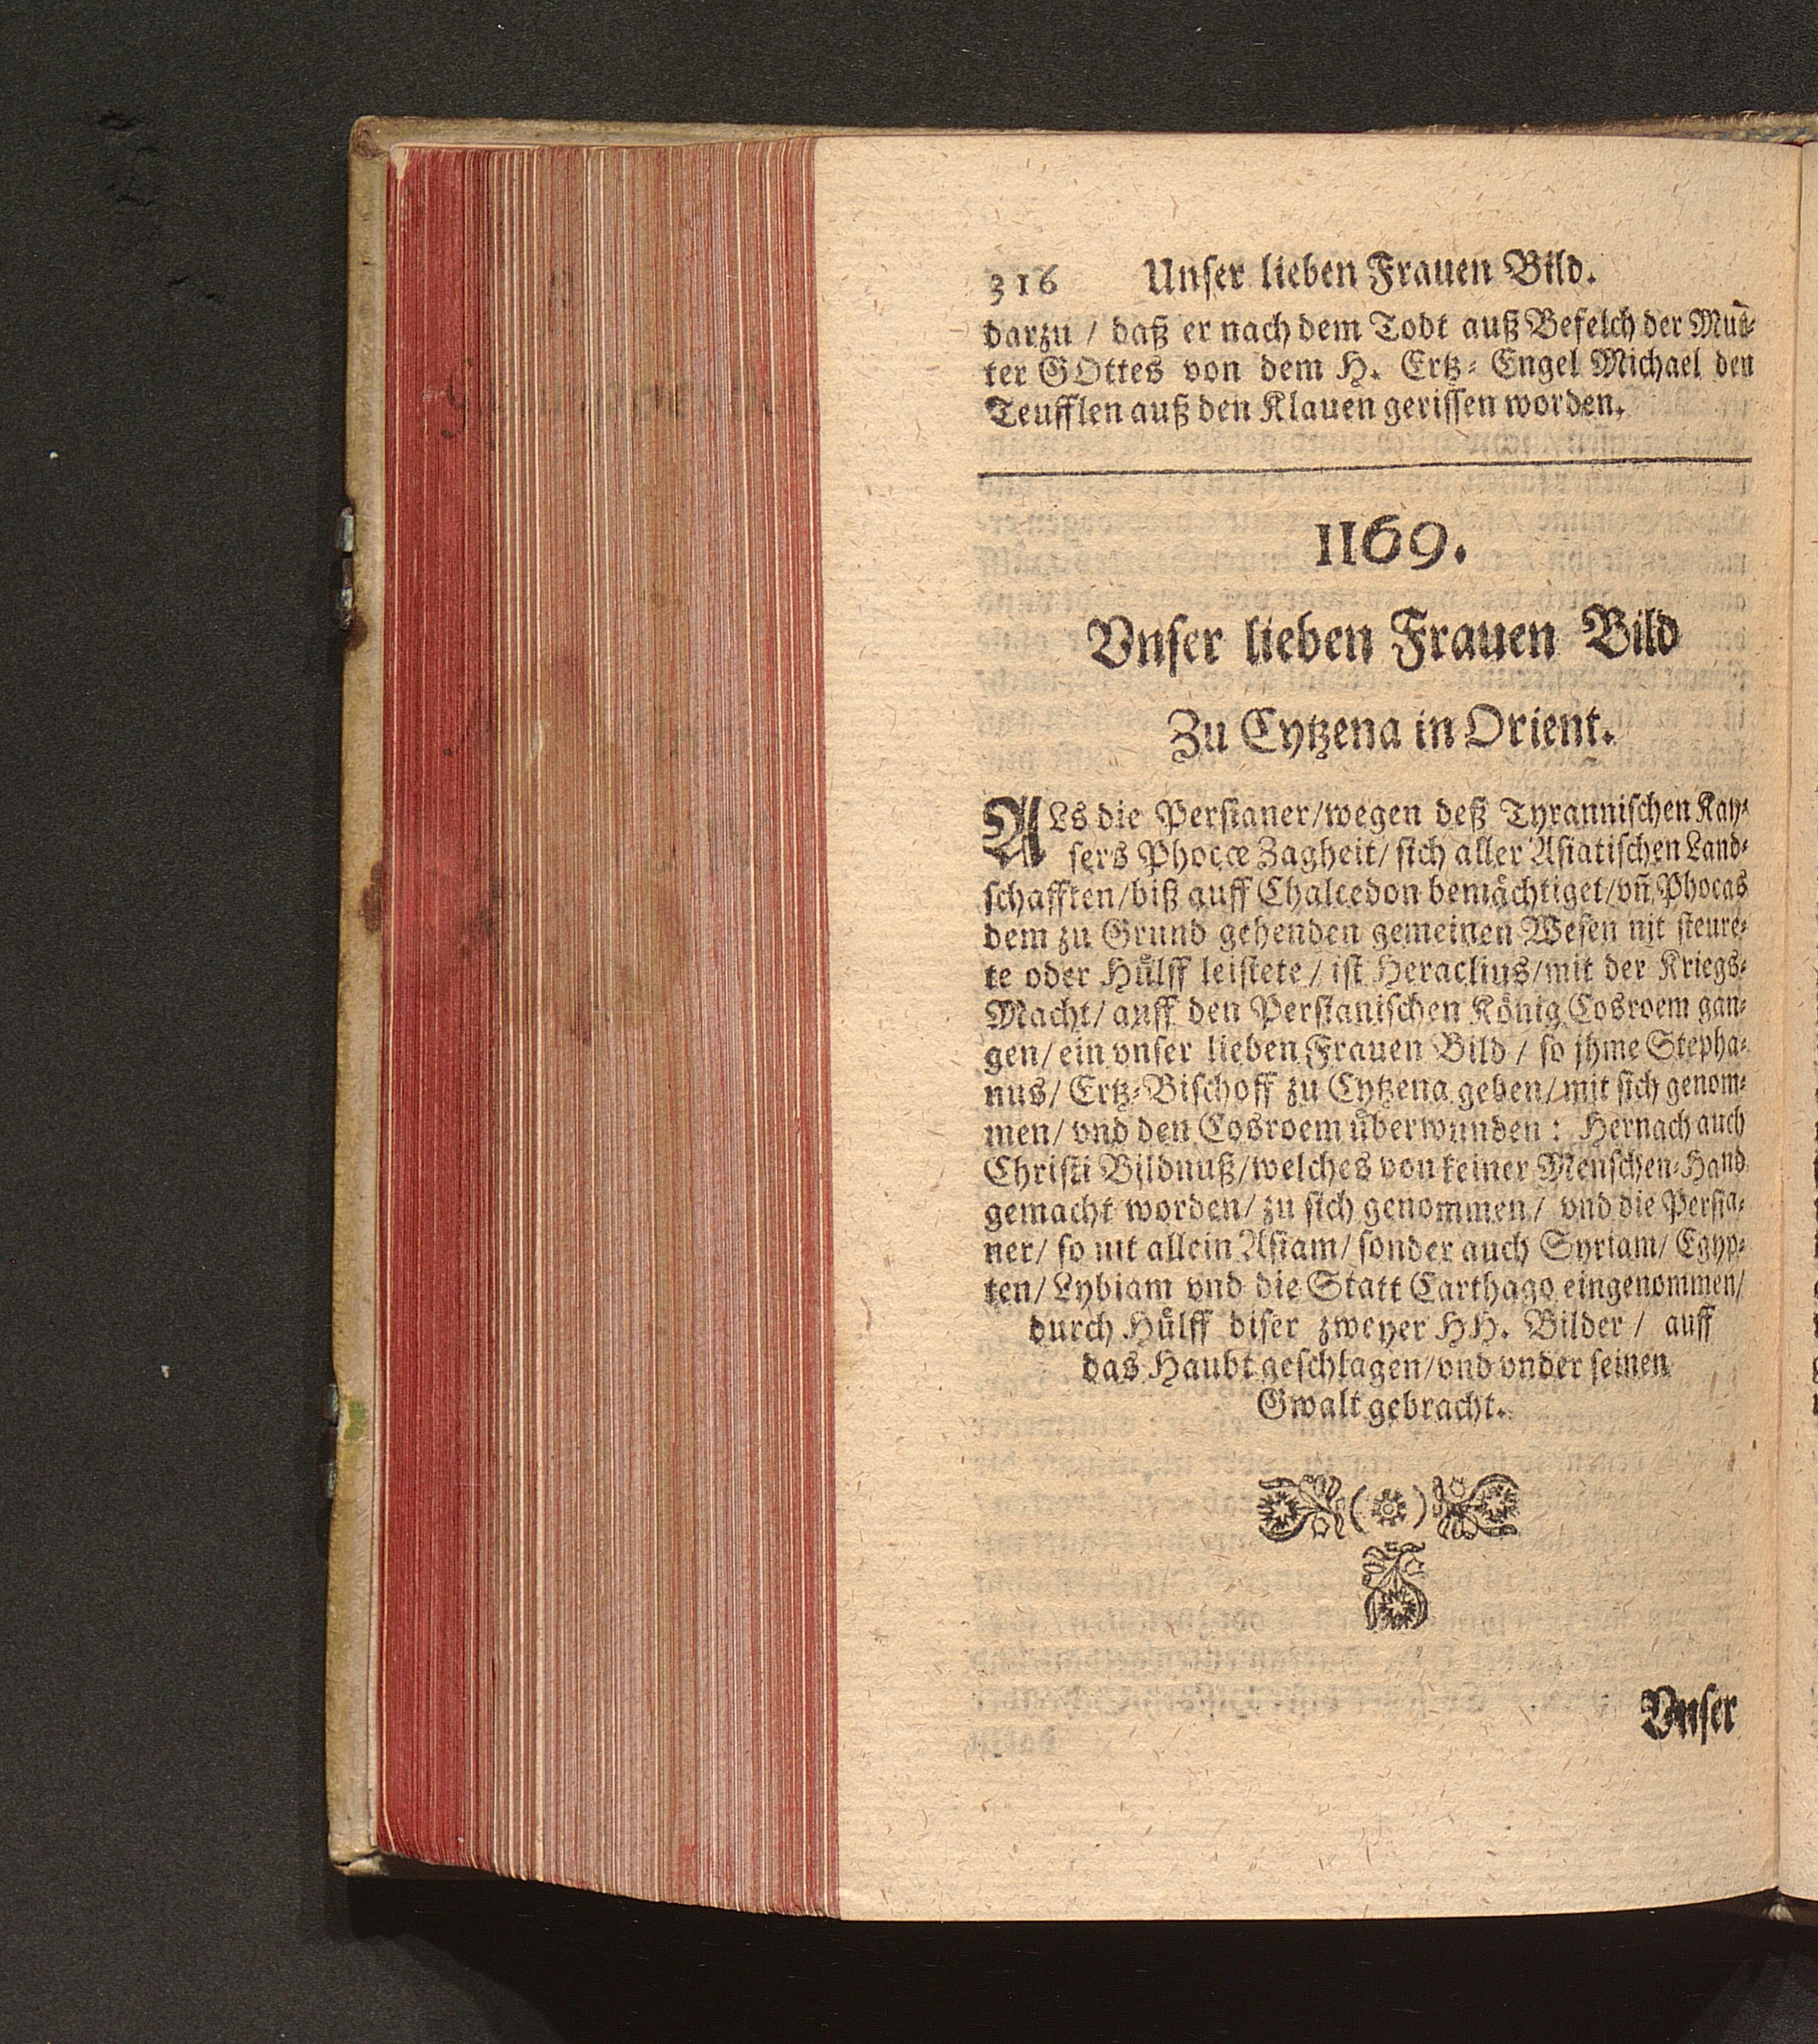 316 Unser lieben Frauen Bild.
darzu / daß er nach dem Todt auß Befelch der Mut-
ter GOttes von dem H. Ertz-Engel Michael den
Teufflen auß den Klauen gerissen worden.
1169.
Vnser lieben Frauen Bild
Zu Cytzena in Orient.
ALs die Persianer/wegen deß Tyrannischen Kay-
sers Phocæ Zagheit/ sich aller Asiatischen Land-
schafften/biß auff Chalcedon bemächtiget/vñ Phocas
dem zu Grund gehenden gemeinen Wesen nit steure-
te oder Hülff leistete / ist Heraclius/mit der Kriegs-
Macht/ auff den Persianischen König Cosroem gan-
gen/ ein vnser lieben Frauen Bild / so jhme Stepha-
nus/ Ertz-Bischoff zu Cytzena geben/ mit sich genom-
men/ vnd den Cosroem überwunden : Hernach auch
Christi Bildnuß/welches von keiner Menschen-Hand
gemacht worden/ zu sich genommen / vnd die Persia-
ner/ so nit allein Asiam/ sonder auch Syriam/ Egyp-
ten/ Lybiam vnd die Statt Carthago eingenommen/
durch Hülff diser zweyer HH. Bilder / auff
das Haubt geschlagen/vnd vnder seinen
Gwalt gebracht.
Vnser